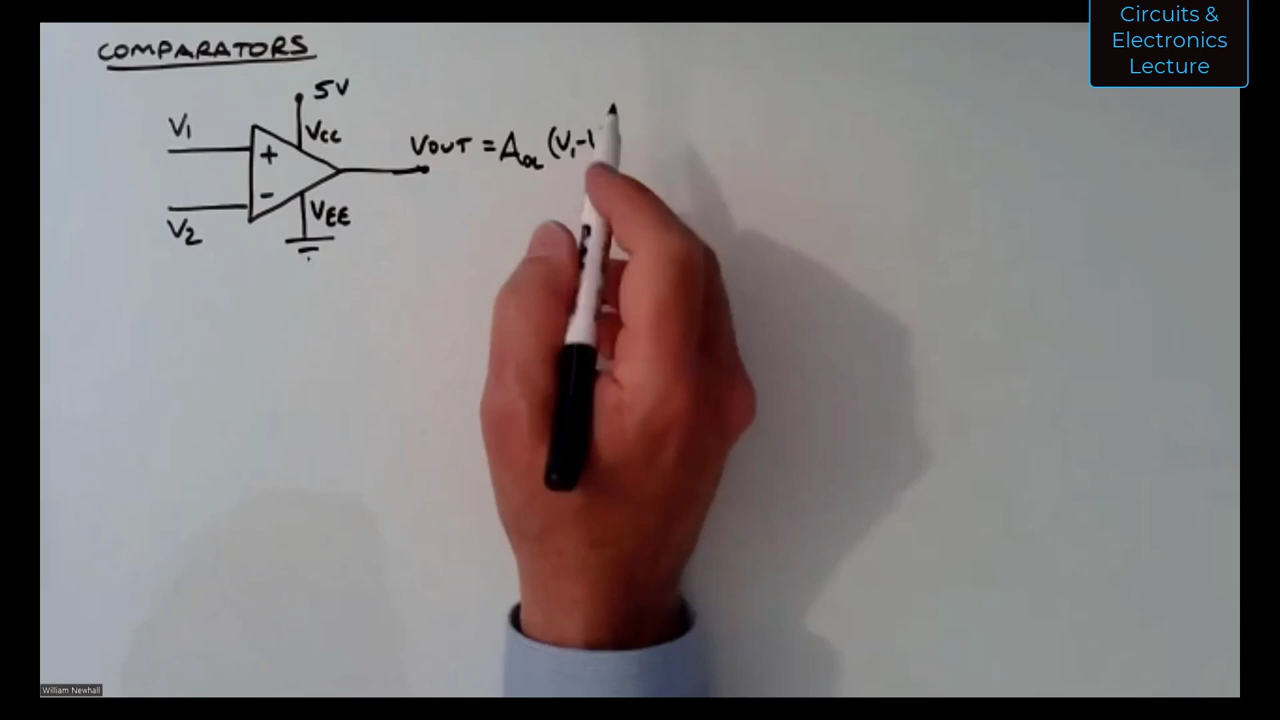 Circuits &
Electronics
Lecture
COMPARATORS
5V
V1
VCC
VOUT = AOL (V1-
VEE
V2
William Newhall